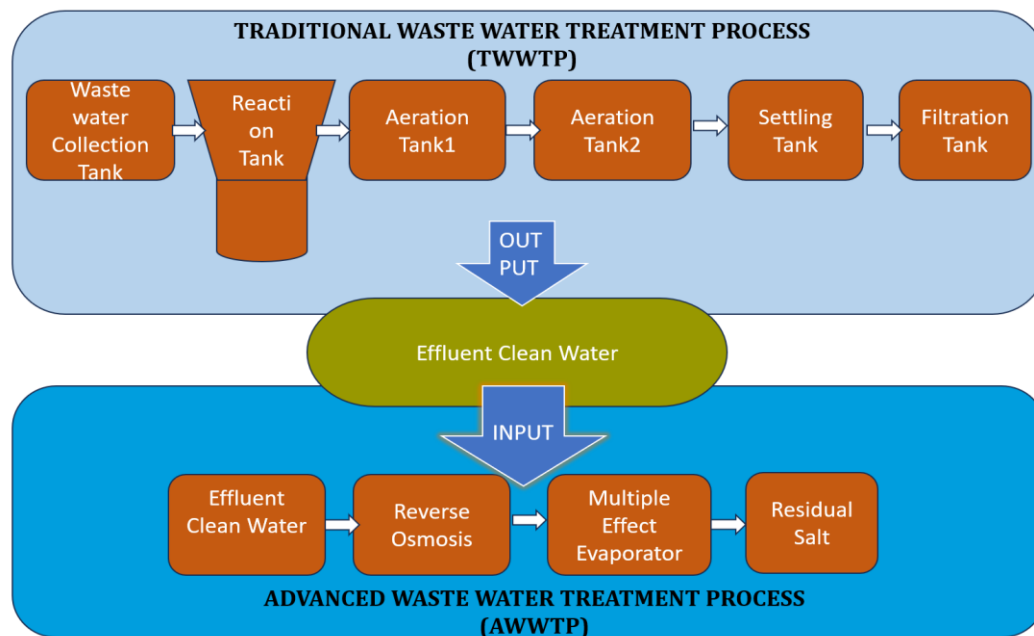 TRADITIONAL WASTE WATER TREATMENT PROCESS
(TWWTP)
Waste
water
Collection
Tank
Reacti
on
Tank
Aeration
Tank1
Aeration
Tank2
Settling
Tank
Filtration
Tank
OUT
PUT
Effluent Clean Water
INPUT
Effluent
Clean Water
Reverse
Osmosis
Multiple
Effect
Evaporator
Residual
Salt
ADVANCED WASTE WATER TREATMENT PROCESS
(AWWTP)